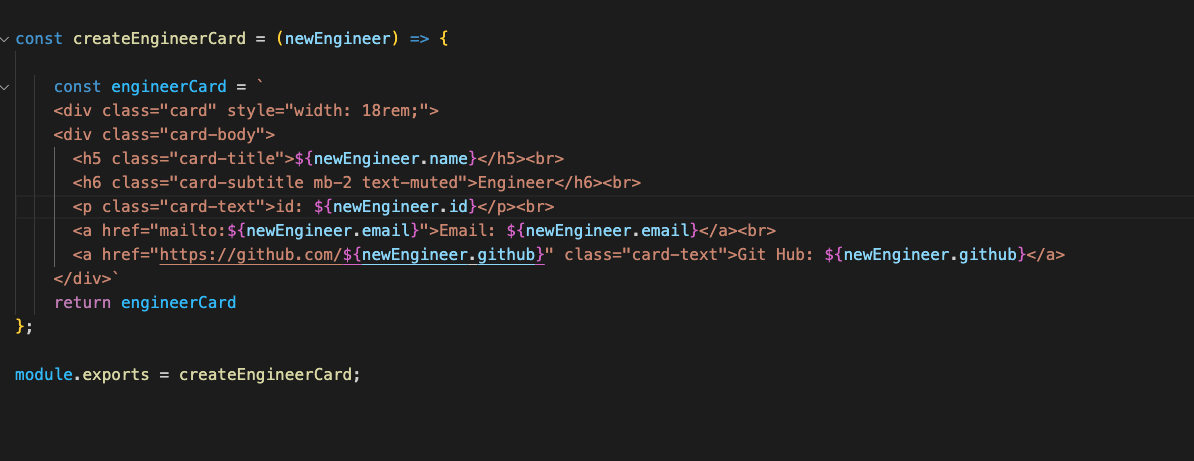 const createEngineerCard = (newEngineer) => {
const engineerCard = `
<div class="card" style="width: 18rem;">
<div class="card-body">
<h5 class="card-title">${newEngineer.name}</h5><br>
<h6 class="card-subtitle mb-2 text-muted">Engineer</h6><br>
<p class="card-text">id: ${newEngineer.id}</p><br>
<a href="mailto:${newEngineer.email}">Email: ${newEngineer.email}</a><br>
<a href="https://github.com/${newEngineer.github}" class="card-text">Git Hub: ${newEngineer.github}</a>
</div>`
return engineerCard
};
module.exports = createEngineerCard;